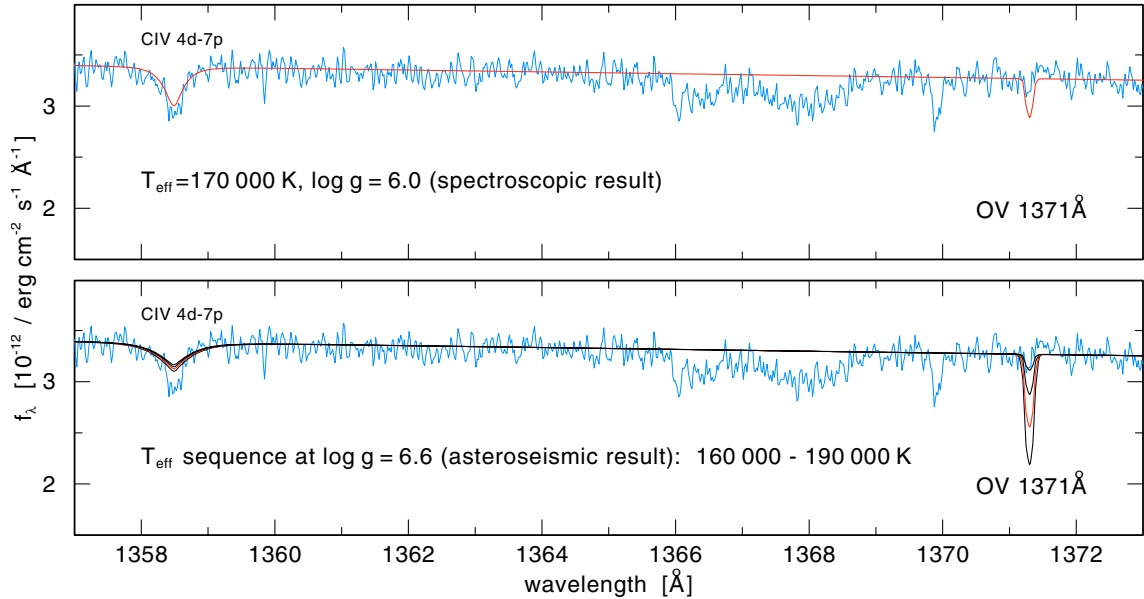 CIV 4d-7p
3
T_eff=170 000 K, log g = 6.0 (spectroscopic result)
2
OV 1371Å
CIV 4d-7p
3
T_eff sequence at log g = 6.6 (asteroseismic result): 160 000 - 190 000 K
2
OV 1371Å
f_λ [10^-12 / erg cm^-2 s^-1 Å^-1]
1358 1360 1362 1364 1366 1368 1370 1372
wavelength [Å]